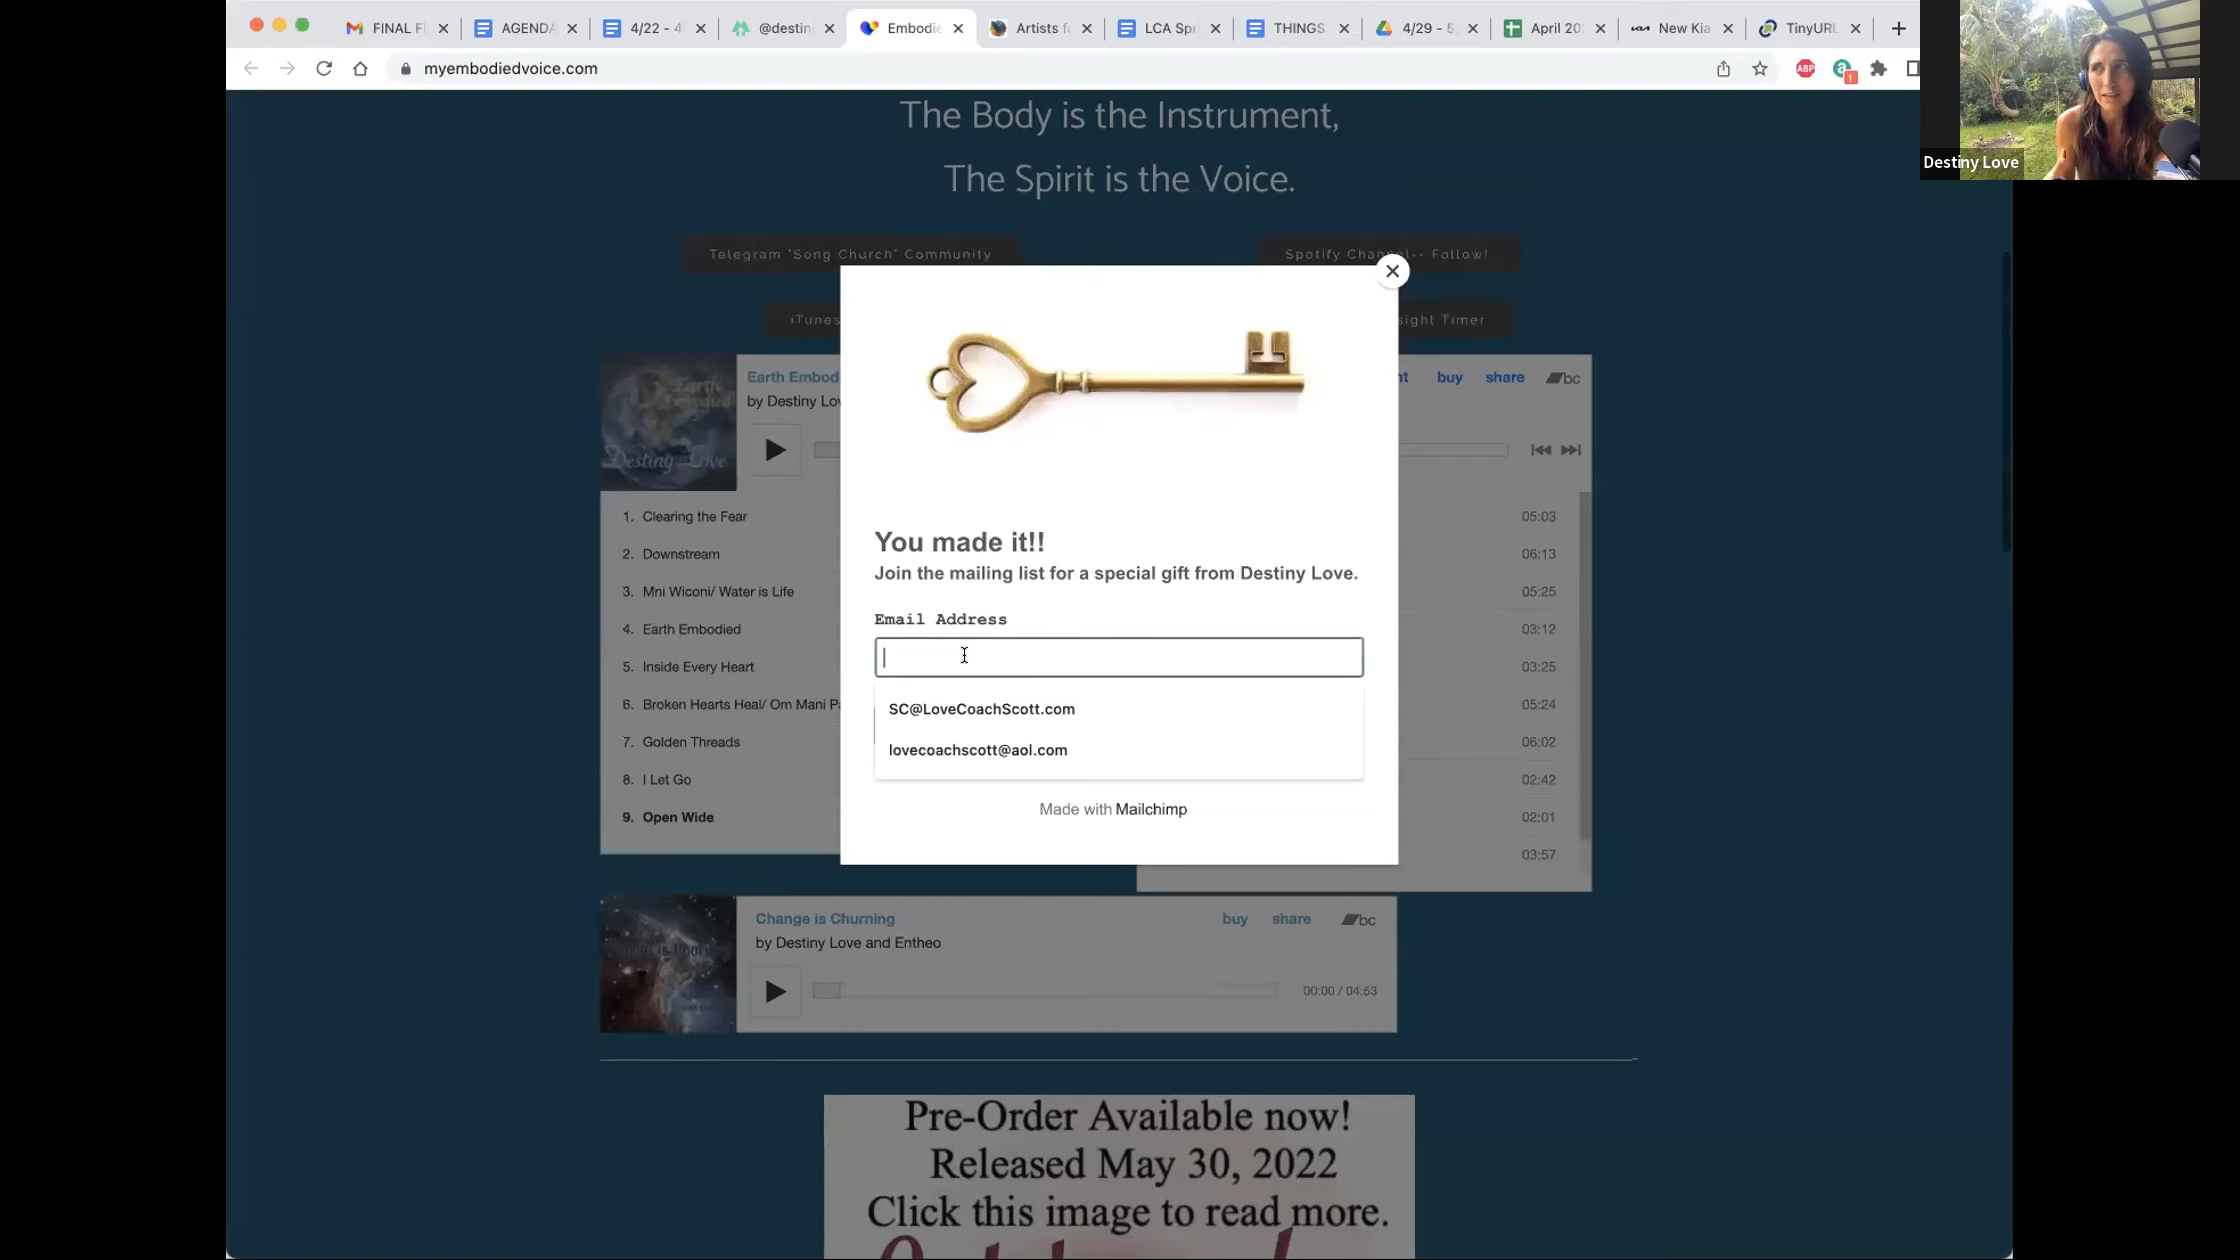 FINAL F
AGENDA
4/22 - 4
@destin
Embodie
Artists fo
LCA Spr
THINGS
4/29 - 5
April 20
New Kia
TinyURL
myembodiedvoice.com
ABP
1
Destiny Love
The Body is the Instrument,
The Spirit is the Voice.
Telegram "Song Church" Community
Spotify Channel-- Follow!
iTunes
sight Timer
Earth Embod
by Destiny Lov
buy share bc
Earth
Embodied
Destiny Love
1. Clearing the Fear
05:03
2. Downstream
06:13
3. Mni Wiconi/ Water is Life
05:25
4. Earth Embodied
03:12
5. Inside Every Heart
03:25
6. Broken Hearts Heal/ Om Mani P
05:24
7. Golden Threads
06:02
8. I Let Go
02:42
9. Open Wide
02:01
03:57
You made it!!
Join the mailing list for a special gift from Destiny Love.
Email Address
SC@LoveCoachScott.com
lovecoachscott@aol.com
Made with Mailchimp
Change is Churning
buy share bc
by Destiny Love and Entheo
00:00 / 04:53
Pre-Order Available now!
Released May 30, 2022
Click this image to read more.